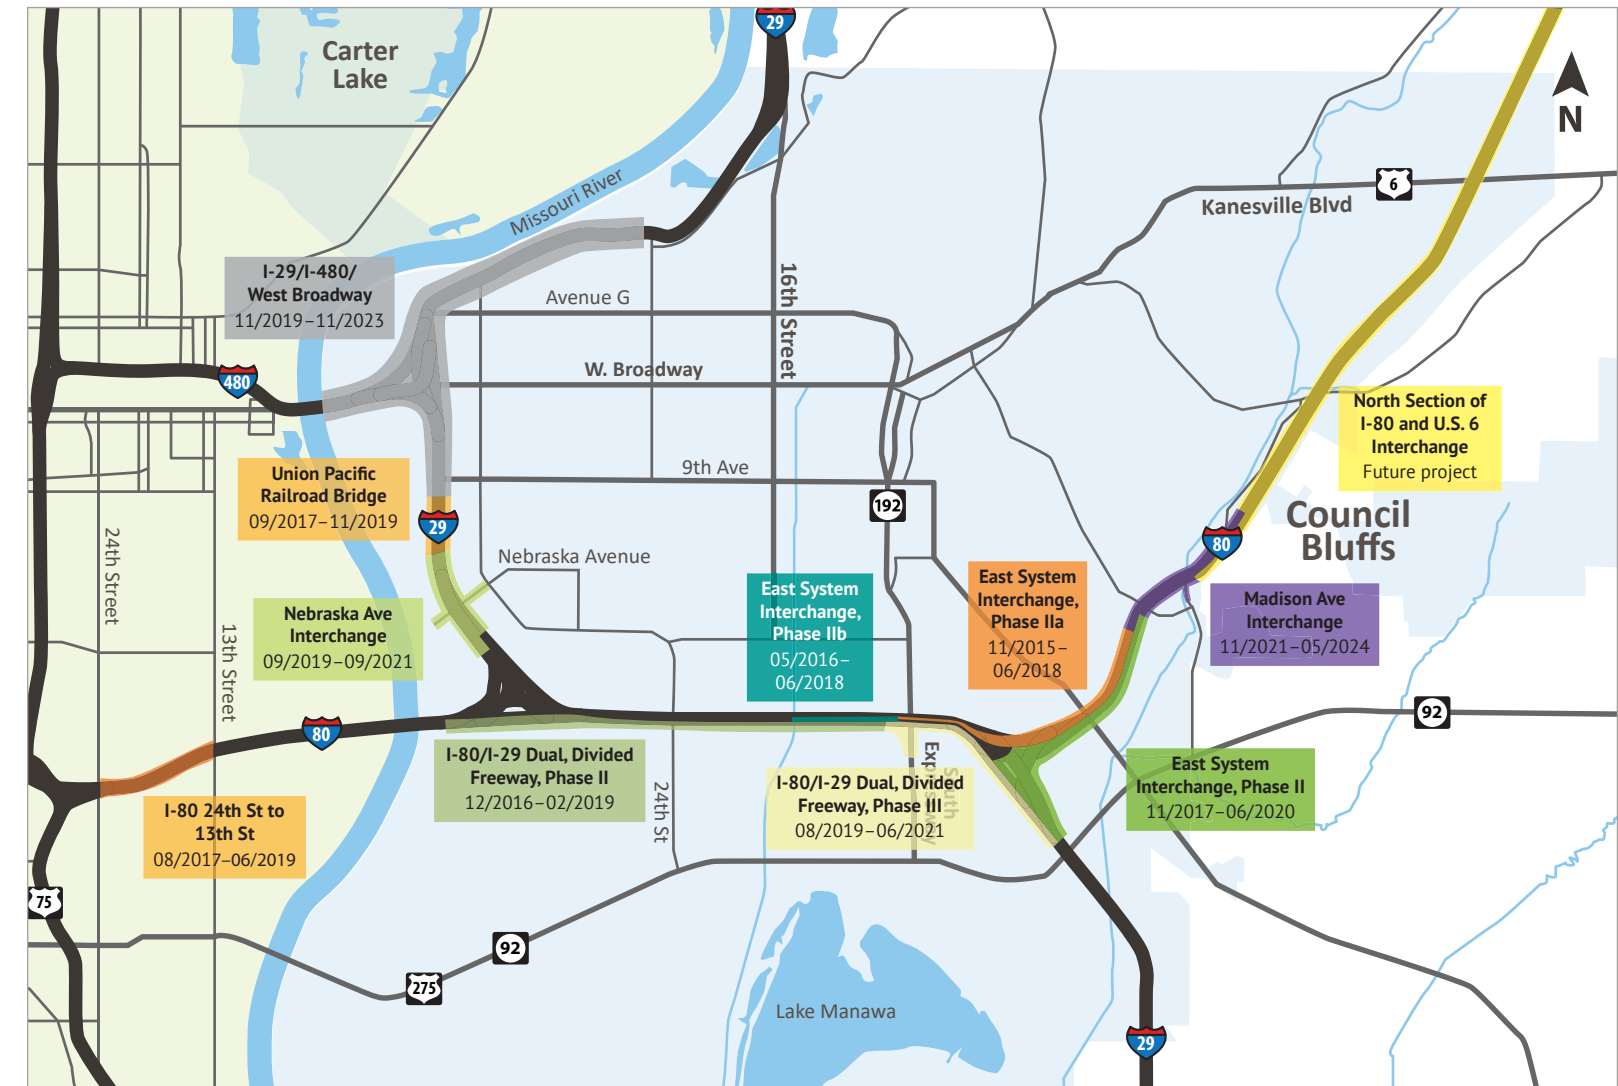 29
Carter
Lake
N
Missouri River
6
Kanesville Blvd
I-29/I-480/
West Broadway
11/2019–11/2023
16th Street
Avenue G
480
W. Broadway
North Section of
I-80 and U.S. 6
Interchange
Future project
Union Pacific
Railroad Bridge
09/2017–11/2019
9th Ave
192
29
Council
Bluffs
80
24th Street
Nebraska Avenue
East System
Interchange,
Phase IIb
05/2016–
06/2018
East System
Interchange,
Phase IIa
11/2015–
06/2018
Madison Ave
Interchange
11/2021–05/2024
Nebraska Ave
Interchange
09/2019–09/2021
13th Street
80
92
I-80/I-29 Dual, Divided
Freeway, Phase II
12/2016–02/2019
24th St
I-80/I-29 Dual, Divided
Freeway, Phase III
08/2019–06/2021
South
Expressway
East System
Interchange, Phase II
11/2017–06/2020
I-80 24th St to
13th St
08/2017–06/2019
75
92
275
Lake Manawa
29